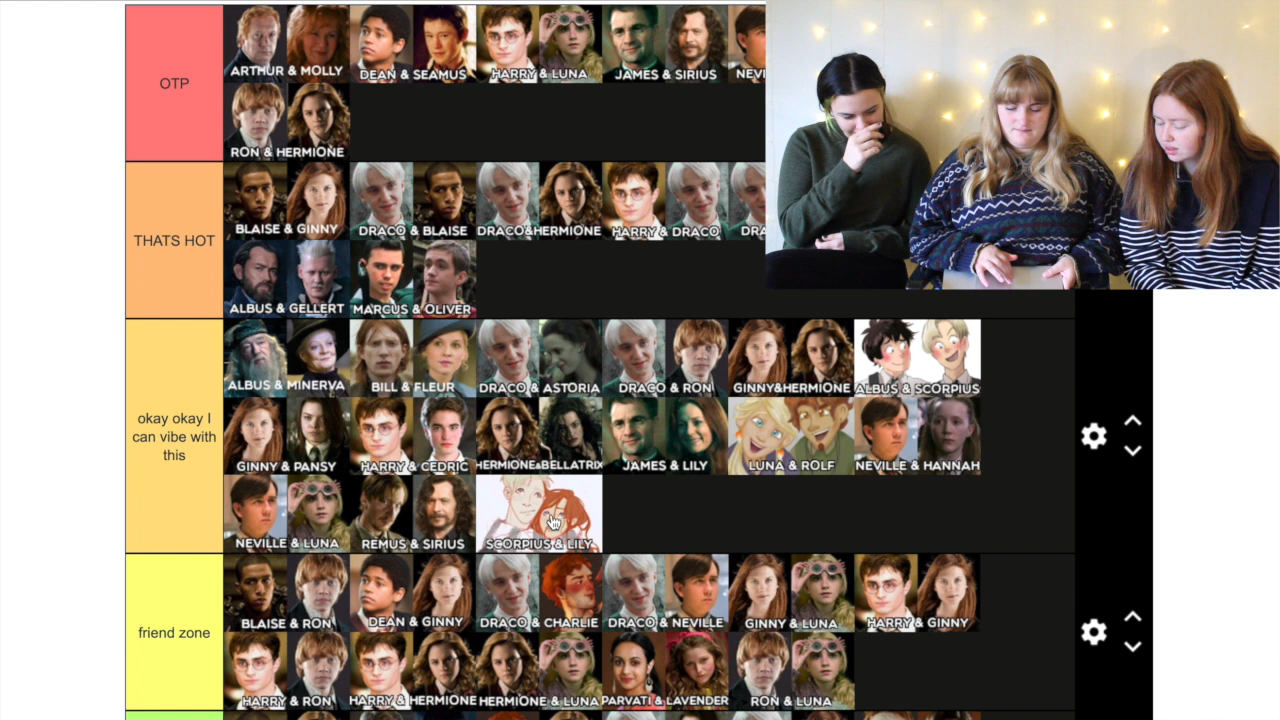 OTP
ARTHUR & MOLLY
DEAN & SEAMUS
HARRY & LUNA
JAMES & SIRIUS
NEVI
RON & HERMIONE
THATS HOT
BLAISE & GINNY
DRACO & BLAISE
DRACO&HERMIONE
HARRY & DRACO
DRA
ALBUS & GELLERT
MARCUS & OLIVER
okay okay I
can vibe with
this
ALBUS & MINERVA
BILL & FLEUR
DRACO & ASTORIA
DRACO & RON
GINNY&HERMIONE
ALBUS & SCORPIUS
GINNY & PANSY
HARRY & CEDRIC
HERMIONE&BELLATRIX
JAMES & LILY
LUNA & ROLF
NEVILLE & HANNAH
NEVILLE & LUNA
REMUS & SIRIUS
SCORPIUS & LILY
friend zone
BLAISE & RON
DEAN & GINNY
DRACO & CHARLIE
DRACO & NEVILLE
GINNY & LUNA
HARRY & GINNY
HARRY & RON
HARRY & HERMIONE
HERMIONE & LUNA
PARVATI & LAVENDER
RON & LUNA